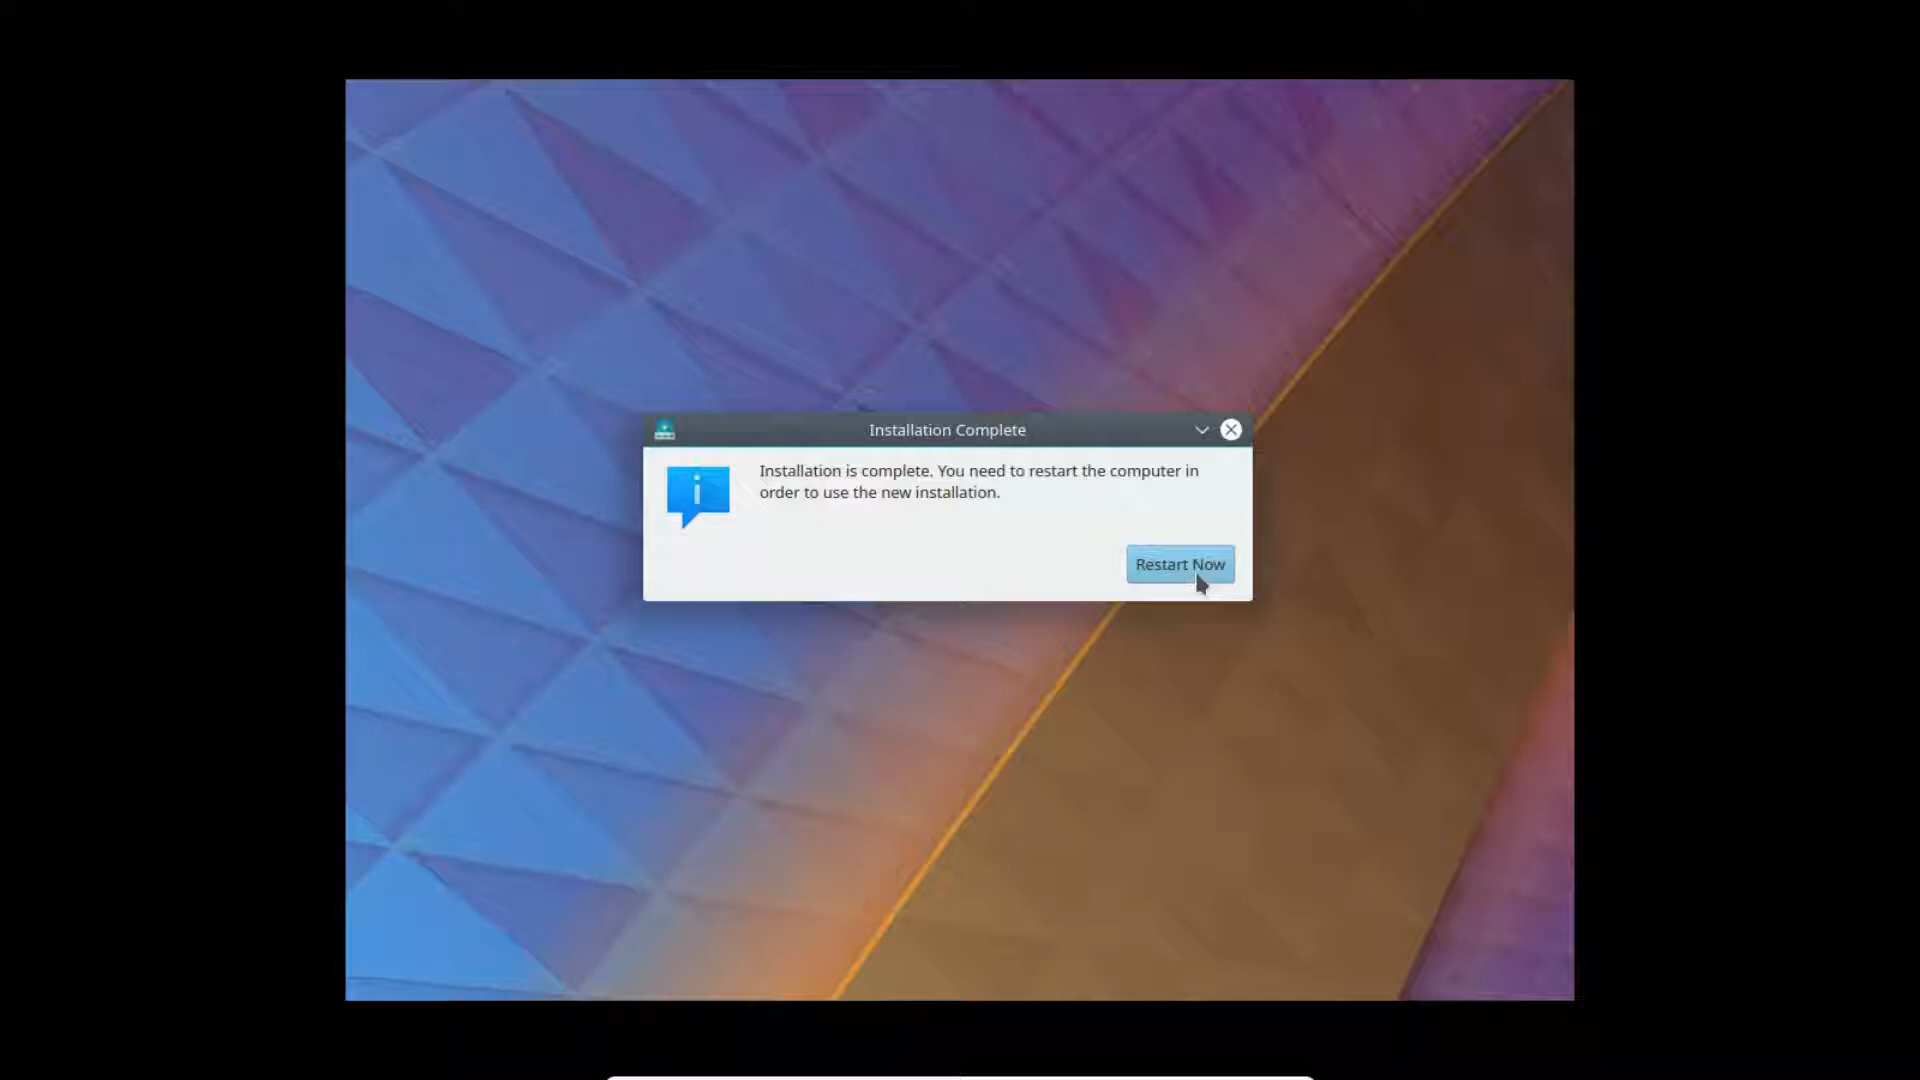 Installation Complete
Installation is complete. You need to restart the computer in
order to use the new installation.
Restart Now